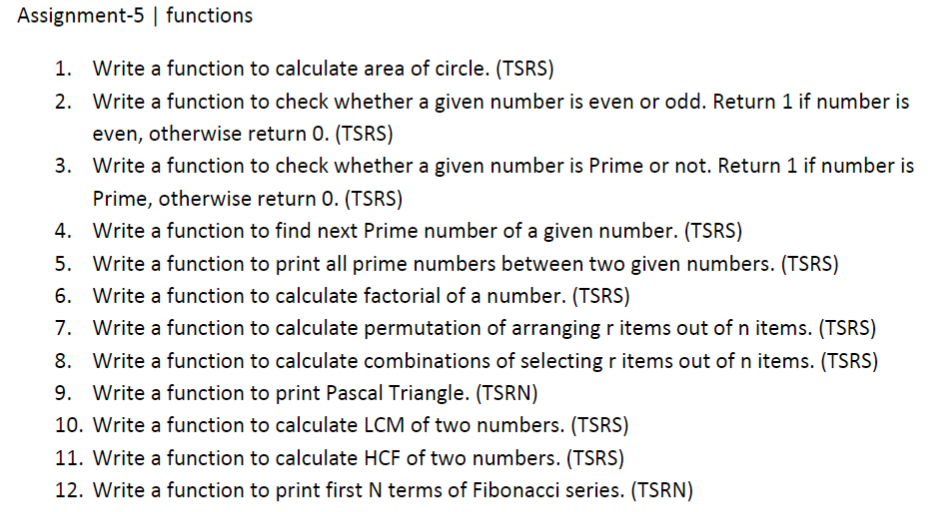 Assignment-5 | functions
1. Write a function to calculate area of circle. (TSRS)
2. Write a function to check whether a given number is even or odd. Return 1 if number is
even, otherwise return 0. (TSRS)
3. Write a function to check whether a given number is Prime or not. Return 1 if number is
Prime, otherwise return 0. (TSRS)
4. Write a function to find next Prime number of a given number. (TSRS)
5. Write a function to print all prime numbers between two given numbers. (TSRS)
6. Write a function to calculate factorial of a number. (TSRS)
7. Write a function to calculate permutation of arranging r items out of n items. (TSRS)
8. Write a function to calculate combinations of selecting r items out of n items. (TSRS)
9. Write a function to print Pascal Triangle. (TSRN)
10. Write a function to calculate LCM of two numbers. (TSRS)
11. Write a function to calculate HCF of two numbers. (TSRS)
12. Write a function to print first N terms of Fibonacci series. (TSRN)